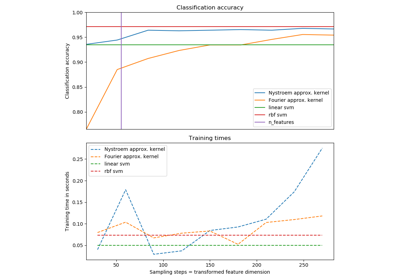 Classification accuracy
1.00
0.95
0.90
0.85
0.80
Classification accuracy
Nystroem approx. kernel
Fourier approx. kernel
linear svm
rbf svm
n_features
Training times
Nystroem approx. kernel
Fourier approx. kernel
linear svm
rbf svm
0.25
0.20
0.15
0.10
0.05
Training time in seconds
50
100
150
200
250
Sampling steps = transformed feature dimension